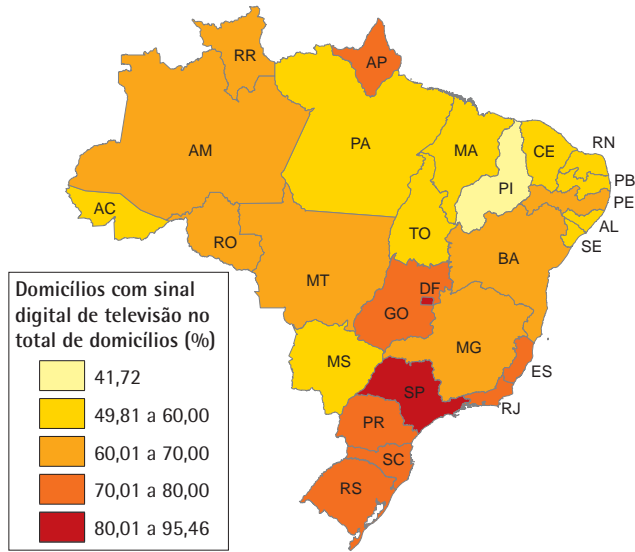 RR
AP
AM
PA
MA
CE
RN
PB
PE
PI
AC
AL
SE
TO
RO
BA
MT
DF
GO
MG
MS
ES
SP
RJ
PR
SC
RS
Domicílios com sinal
digital de televisão no
total de domicílios (%)
41,72
49,81 a 60,00
60,01 a 70,00
70,01 a 80,00
80,01 a 95,46